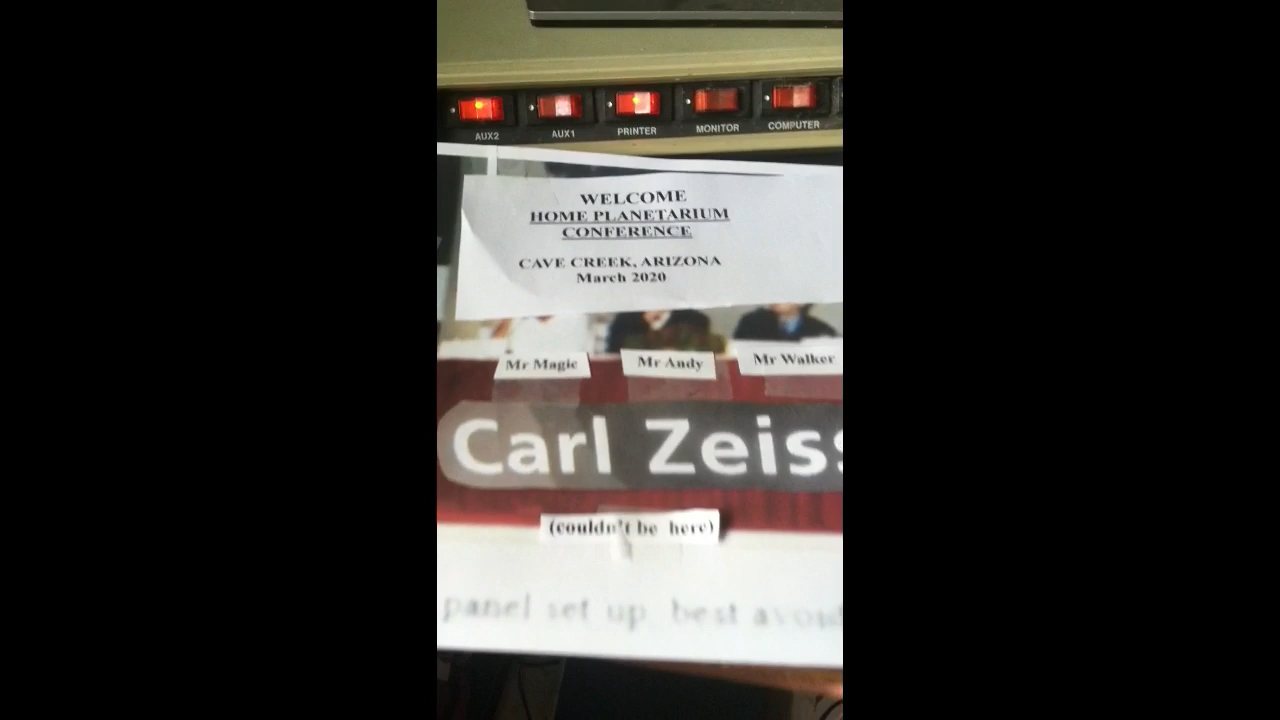 AUX2 AUX1 PRINTER MONITOR COMPUTER
WELCOME
HOME PLANETARIUM
CONFERENCE
CAVE CREEK, ARIZONA
March 2020
Mr Magic Mr Andy Mr Walker
Carl Zeiss
(couldn't be here)
panel set up best avoid